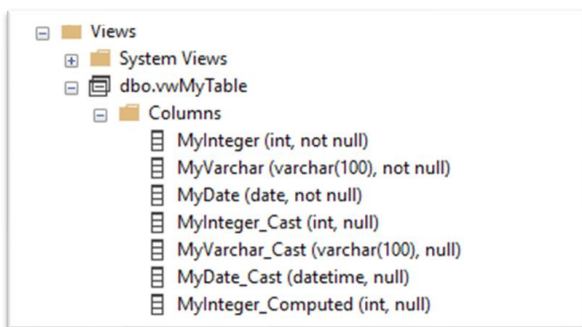 Views
System Views
dbo.vwMyTable
Columns
MyInteger (int, not null)
MyVarchar (varchar(100), not null)
MyDate (date, not null)
MyInteger_Cast (int, null)
MyVarchar_Cast (varchar(100), null)
MyDate_Cast (datetime, null)
MyInteger_Computed (int, null)